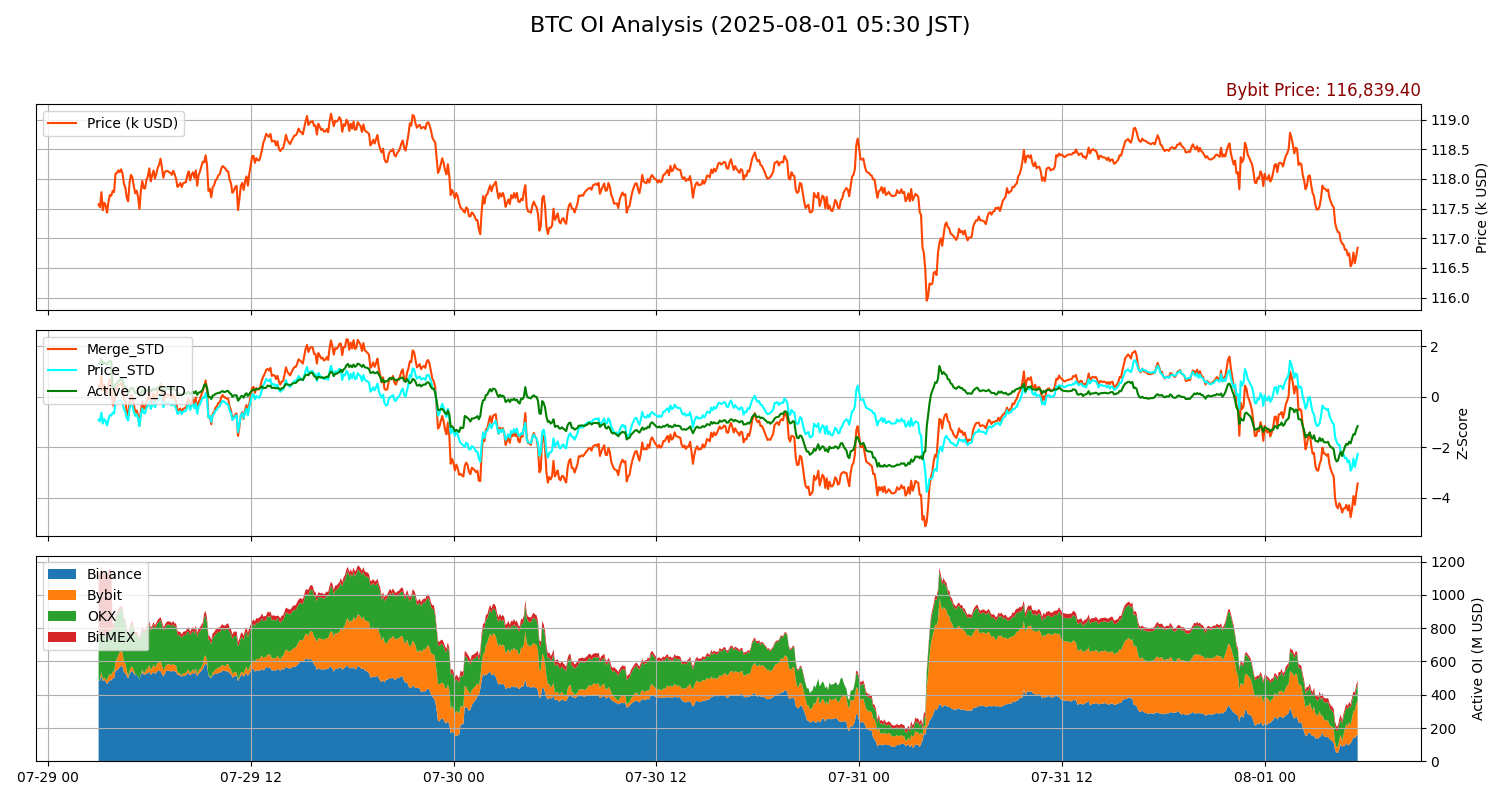 BTC OI Analysis (2025-08-01 05:30 JST)
Bybit Price: 116,839.40
Price (k USD)
119.0
118.5
118.0
117.5
117.0
116.5
116.0
Price (k USD)
Merge_STD
Price_STD
Active_OI_STD
2
0
−2
−4
Z-Score
Binance
Bybit
OKX
BitMEX
1200
1000
800
600
400
200
0
Active OI (M USD)
07-29 00
07-29 12
07-30 00
07-30 12
07-31 00
07-31 12
08-01 00